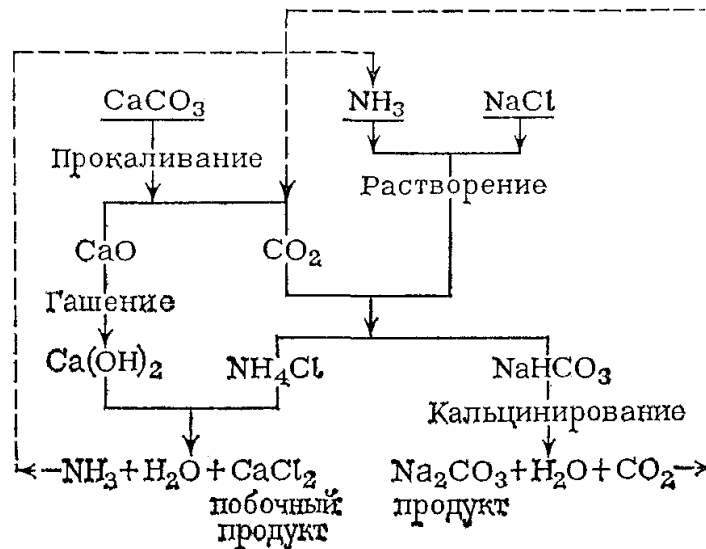 CaCO₃ NH₃ NaCl
Прокаливание
Растворение
CaO CO₂
Гашение
Ca(OH)₂ NH₄Cl NaHCO₃
Кальцинирование
NH₃+H₂O+CaCl₂ Na₂CO₃+H₂O+CO₂
побочный продукт
продукт